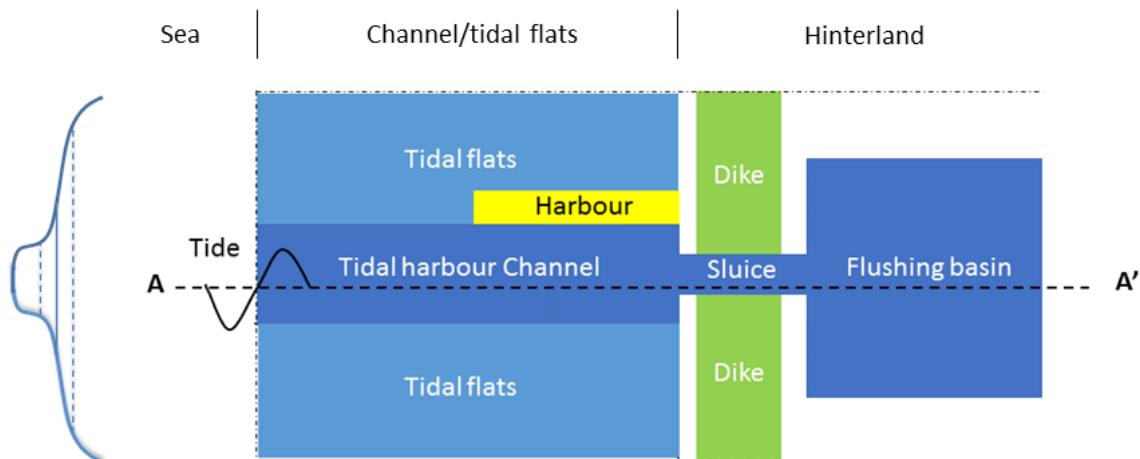 Sea
Channel/tidal flats
Hinterland
Tidal flats
Dike
Harbour
Tide
Tidal harbour Channel
Sluice
Flushing basin
A
A'
Tidal flats
Dike